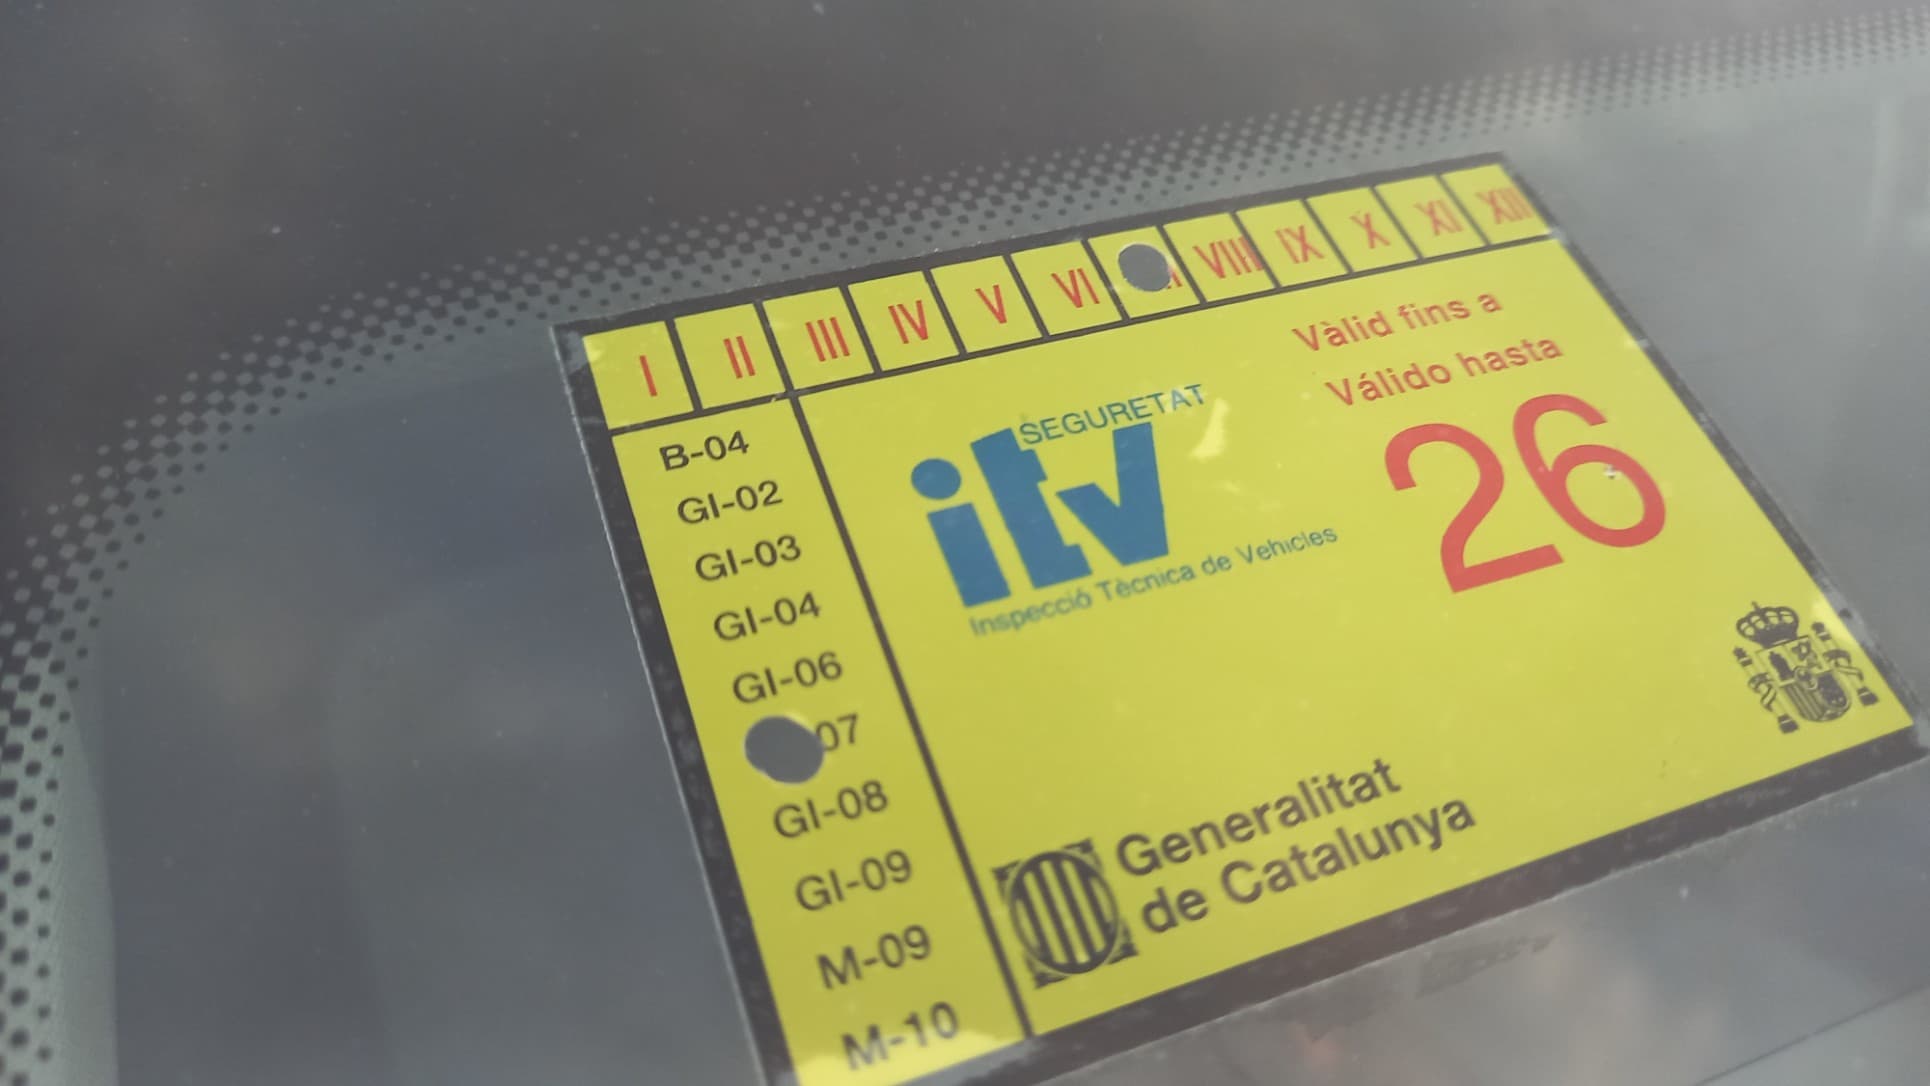 I II III IV V VI VIII IX X XI XII
Vàlid fins a
Válido hasta
26
SEGURETAT
itv
Inspecció Tècnica de Vehicles
B-04
GI-02
GI-03
GI-04
GI-06
07
GI-08
GI-09
M-09
M-10
Generalitat
de Catalunya